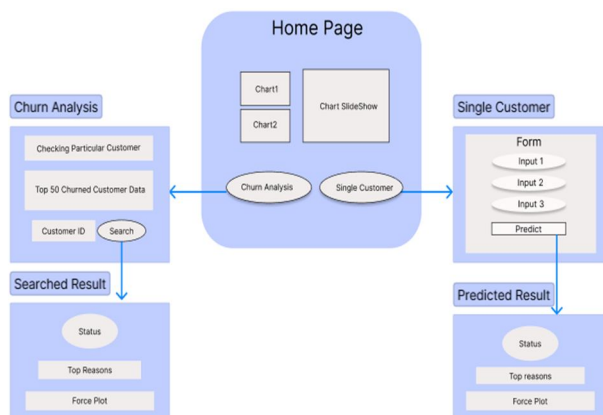 Home Page
Chart1
Chart2
Chart SlideShow
Churn Analysis
Single Customer
Churn Analysis
Checking Particular Customer
Top 50 Churned Customer Data
Customer ID
Search
Searched Result
Status
Top Reasons
Force Plot
Single Customer
Form
Input 1
Input 2
Input 3
Predict
Predicted Result
Status
Top reasons
Force Plot